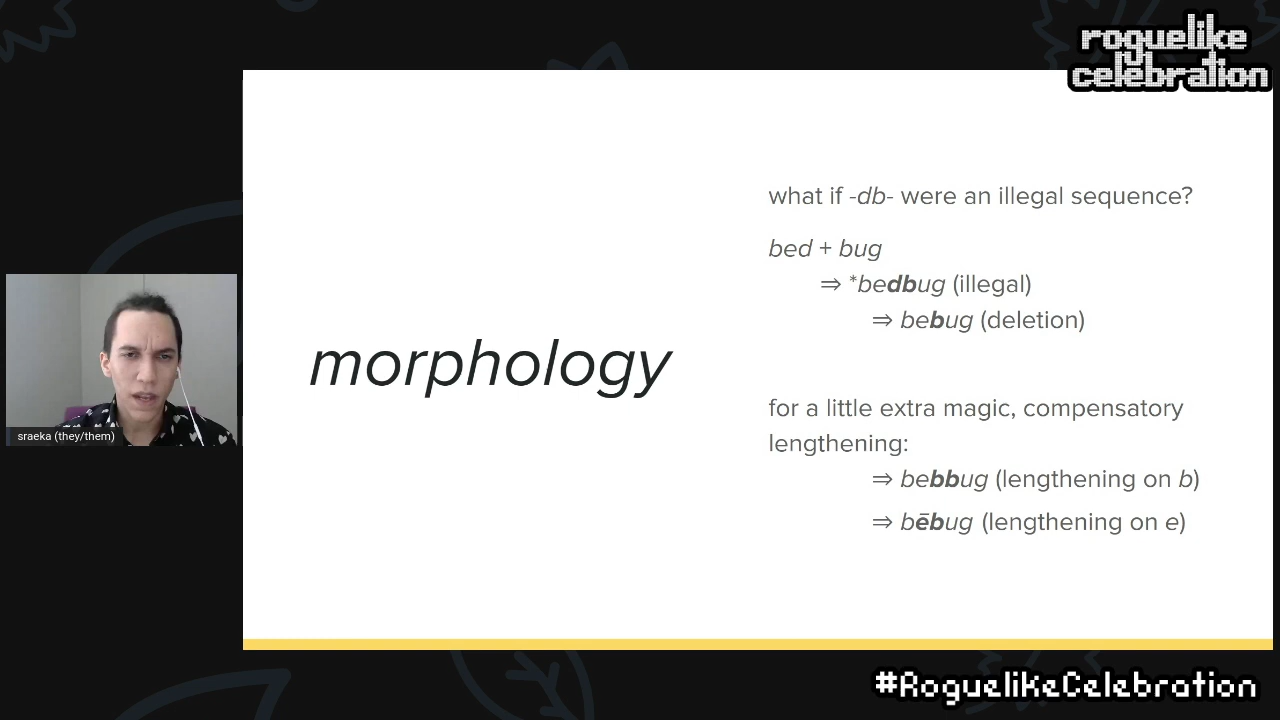 roguelike
celebration
what if -db- were an illegal sequence?
bed + bug
⇒ *bedbug (illegal)
⇒ bebug (deletion)
morphology
for a little extra magic, compensatory
lengthening:
⇒ bebbug (lengthening on b)
⇒ bēbug (lengthening on e)
sraeka (they/them)
#RoguelikeCelebration